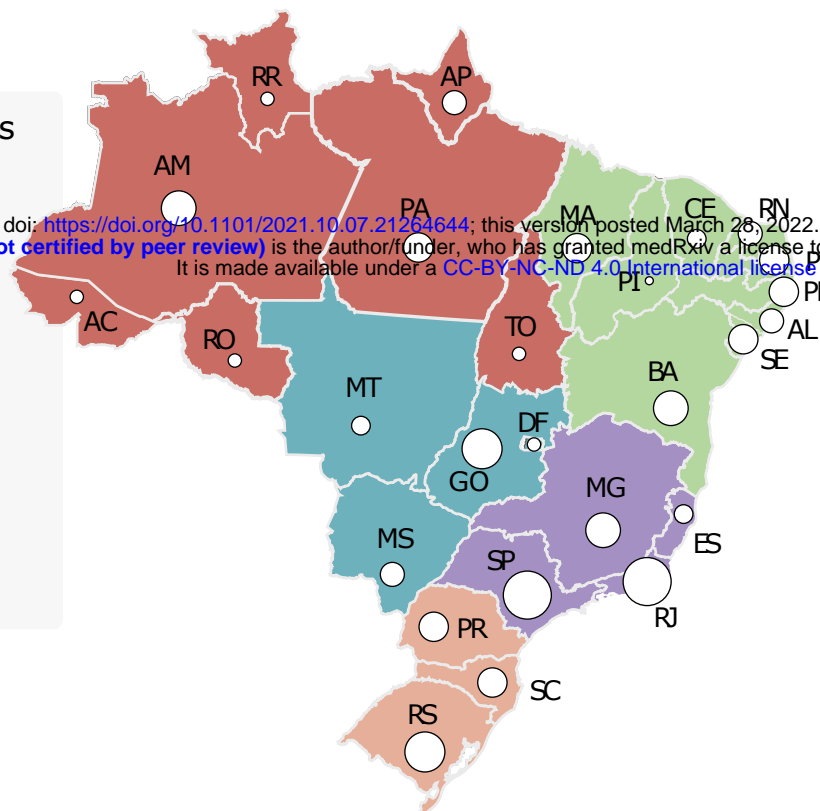 s
RR
AP
AM
PA
MA
CE
RN
doi: https://doi.org/10.1101/2021.10.07.21264644; this version posted March 28, 2022.
ot certified by peer review) is the author/funder, who has granted medRxiv a license to
It is made available under a CC-BY-NC-ND 4.0 International license
PI
AC
RO
TO
AL
SE
MT
BA
DF
GO
MG
MS
SP
ES
RJ
PR
SC
RS